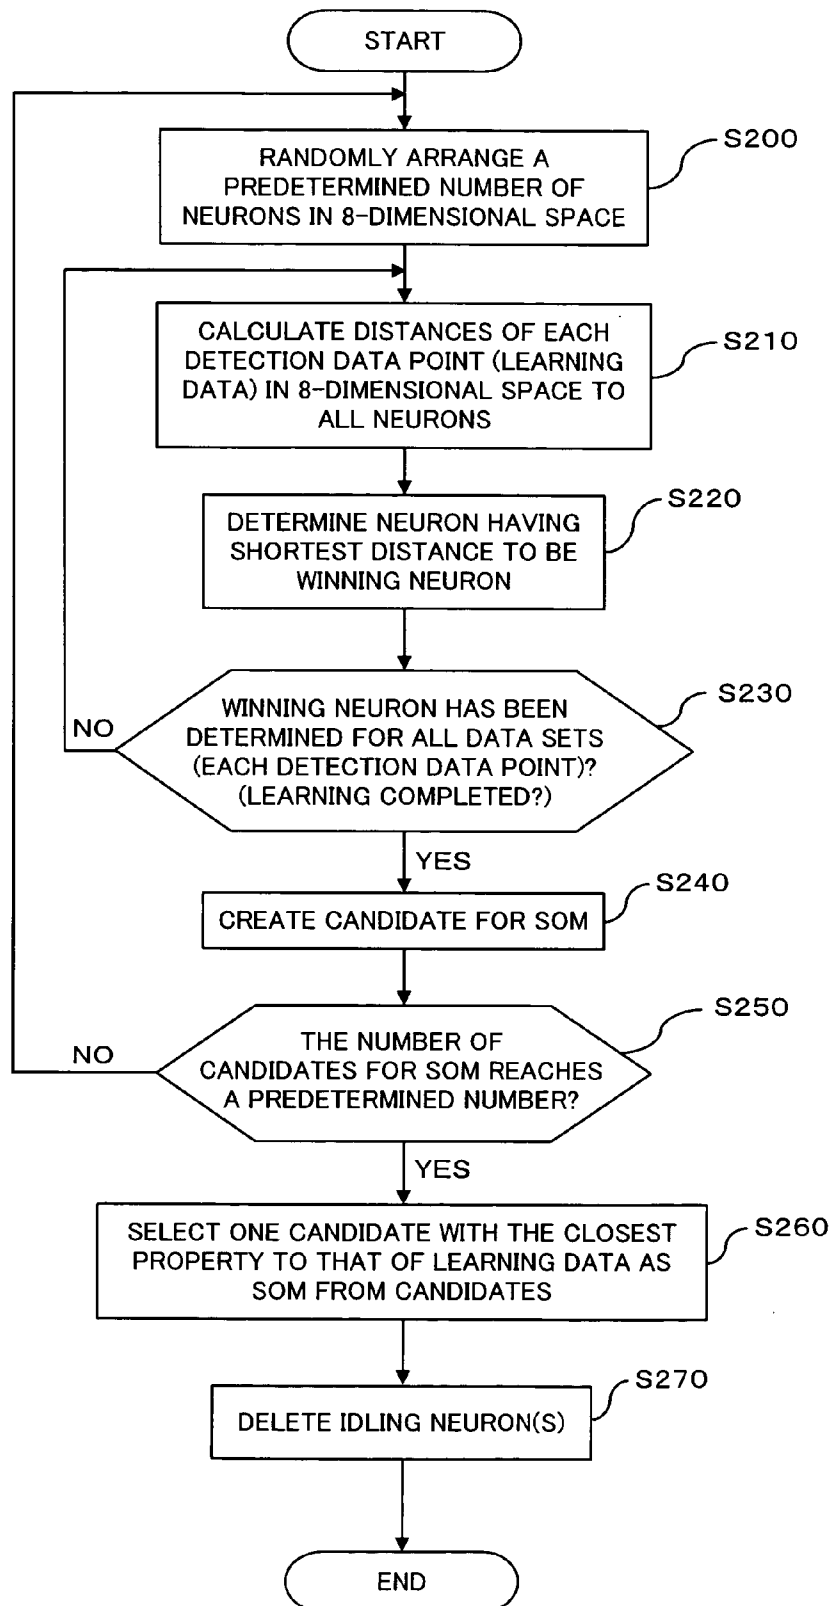 START
RANDOMLY ARRANGE A
PREDETERMINED NUMBER OF
NEURONS IN 8-DIMENSIONAL SPACE
S200
CALCULATE DISTANCES OF EACH
DETECTION DATA POINT (LEARNING
DATA) IN 8-DIMENSIONAL SPACE TO
ALL NEURONS
S210
DETERMINE NEURON HAVING
SHORTEST DISTANCE TO BE
WINNING NEURON
S220
WINNING NEURON HAS BEEN
DETERMINED FOR ALL DATA SETS
(EACH DETECTION DATA POINT)?
(LEARNING COMPLETED?)
S230
NO
YES
CREATE CANDIDATE FOR SOM
S240
THE NUMBER OF
CANDIDATES FOR SOM REACHES
A PREDETERMINED NUMBER?
S250
NO
YES
SELECT ONE CANDIDATE WITH THE CLOSEST
PROPERTY TO THAT OF LEARNING DATA AS
SOM FROM CANDIDATES
S260
DELETE IDLING NEURON(S)
S270
END